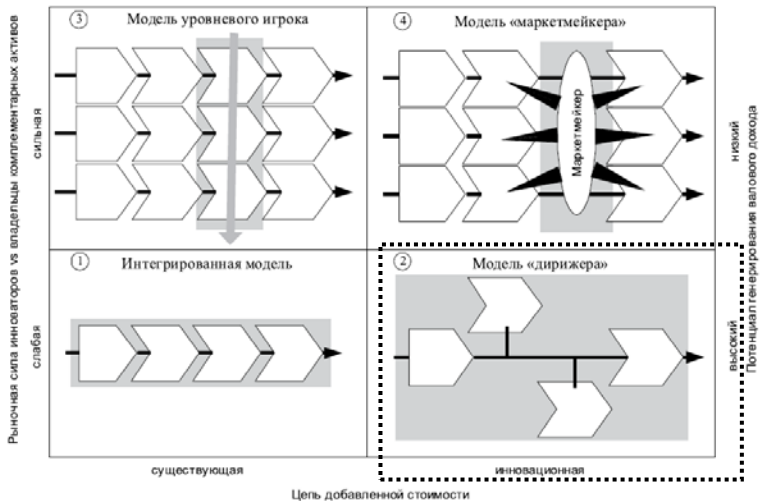 ③ Модель уровневого игрока
④ Модель «маркетмейкера»
Маркетмейкер
① Интегрированная модель
② Модель «дирижера»
Рыночная сила инноваторов vs владельцы комплементарных активов
сильная
слабая
низкий
высокий
Потенциал генерирования валового дохода
существующая
инновационная
Цепь добавленной стоимости